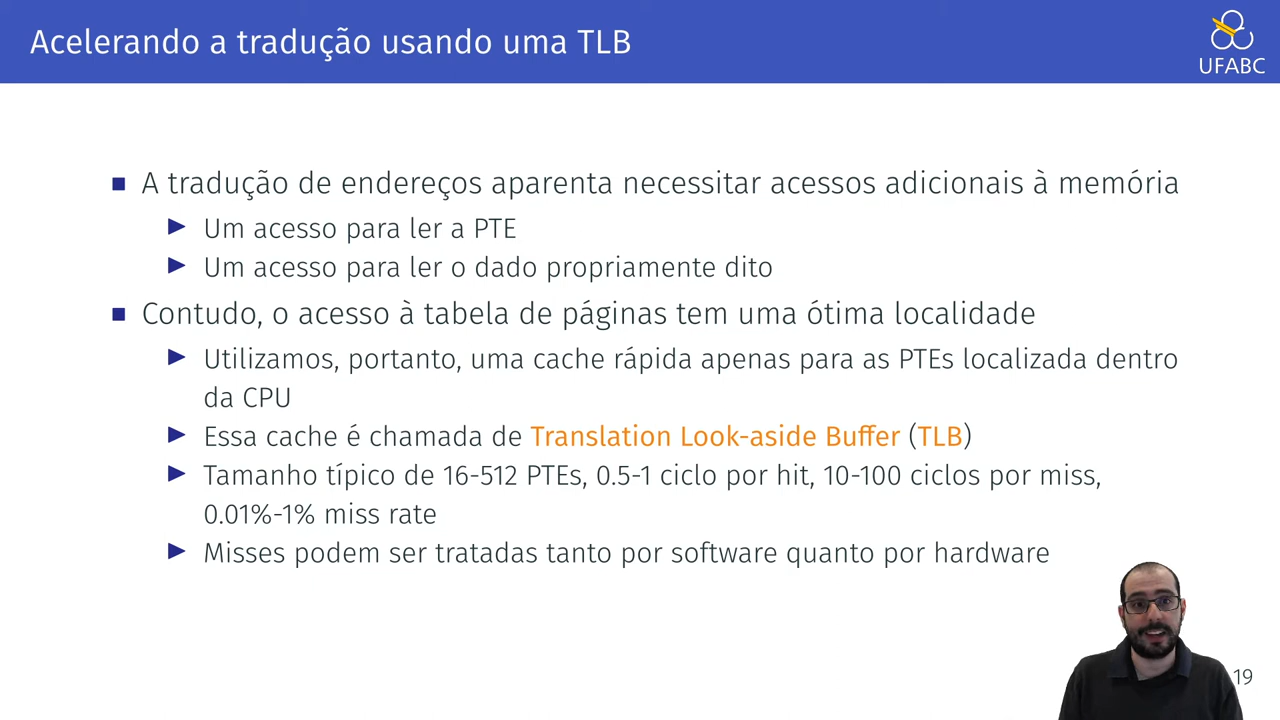 Acelerando a tradução usando uma TLB
UFABC
A tradução de endereços aparenta necessitar acessos adicionais à memória
Um acesso para ler a PTE
Um acesso para ler o dado propriamente dito
Contudo, o acesso à tabela de páginas tem uma ótima localidade
Utilizamos, portanto, uma cache rápida apenas para as PTEs localizada dentro
da CPU
Essa cache é chamada de Translation Look-aside Buffer (TLB)
Tamanho típico de 16-512 PTEs, 0.5-1 ciclo por hit, 10-100 ciclos por miss,
0.01%-1% miss rate
Misses podem ser tratadas tanto por software quanto por hardware
19